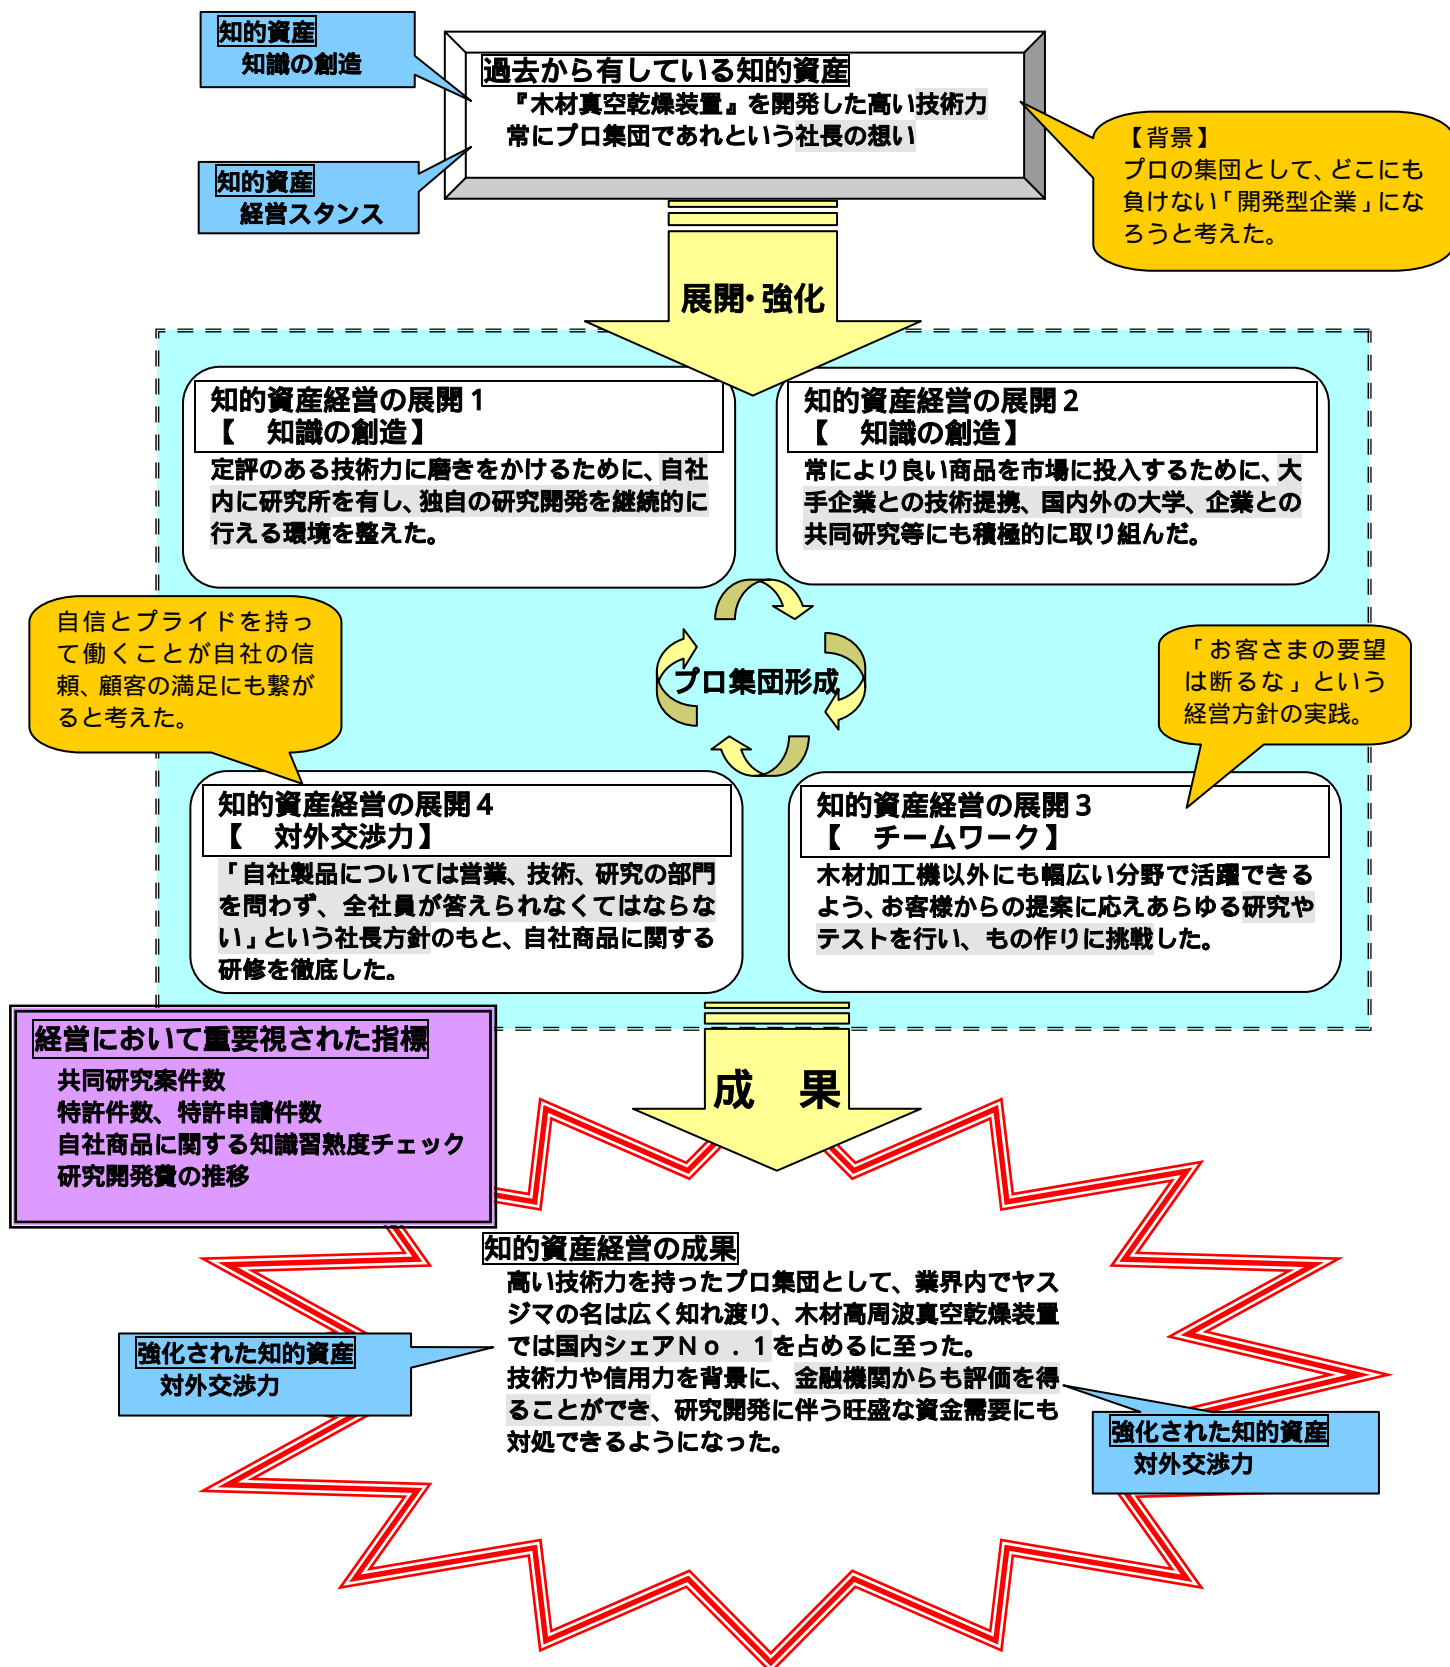 知的資産
知識の創造
過去から有している知的資産
『木材真空乾燥装置』を開発した高い技術力
常にプロ集団であれという社長の想い
知的資産
経営スタンス
【背景】
プロの集団として、どこにも
負けない「開発型企業」にな
ろうと考えた。
展開・強化
知的資産経営の展開1
【　知識の創造】
定評のある技術力に磨きをかけるために、自社
内に研究所を有し、独自の研究開発を継続的に
行える環境を整えた。
知的資産経営の展開2
【　知識の創造】
常により良い商品を市場に投入するために、大
手企業との技術提携、国内外の大学、企業との
共同研究等にも積極的に取り組んだ。
自信とプライドを持っ
て働くことが自社の信
頼、顧客の満足にも繋が
ると考えた。
プロ集団形成
「お客さまの要望
は断るな」という
経営方針の実践。
知的資産経営の展開4
【　対外交渉力】
「自社製品については営業、技術、研究の部門
を問わず、全社員が答えられなくてはならな
い」という社長方針のもと、自社商品に関する
研修を徹底した。
知的資産経営の展開3
【　チームワーク】
木材加工機以外にも幅広い分野で活躍できる
よう、お客様からの提案に応えあらゆる研究や
テストを行い、もの作りに挑戦した。
経営において重要視された指標
共同研究案件数
特許件数、特許申請件数
自社商品に関する知識習熟度チェック
研究開発費の推移
成　果
知的資産経営の成果
高い技術力を持ったプロ集団として、業界内でヤス
ジマの名は広く知れ渡り、木材高周波真空乾燥装置
では国内シェアＮｏ．1を占めるに至った。
技術力や信用力を背景に、金融機関からも評価を得
ることができ、研究開発に伴う旺盛な資金需要にも
対処できるようになった。
強化された知的資産
対外交渉力
強化された知的資産
対外交渉力